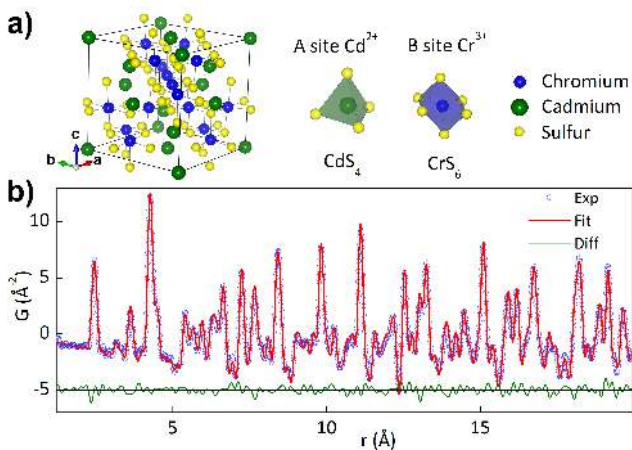 a)
A site Cd²⁺
B site Cr³⁺
Chromium
Cadmium
Sulfur
c
b
a
CdS₄
CrS₆
b)
Exp
Fit
Diff
10
5
0
-5
G (Å⁻²)
5
10
15
r (Å)